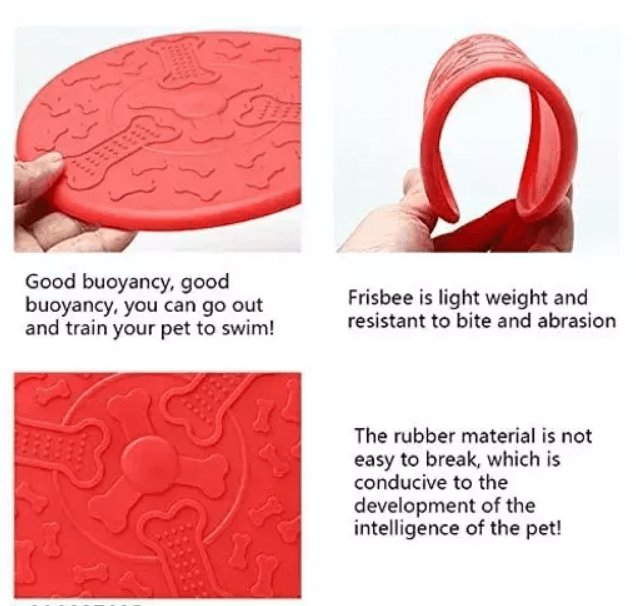 Good buoyancy, good
buoyancy, you can go out
and train your pet to swim!
Frisbee is light weight and
resistant to bite and abrasion
The rubber material is not
easy to break, which is
conducive to the
development of the
intelligence of the pet!